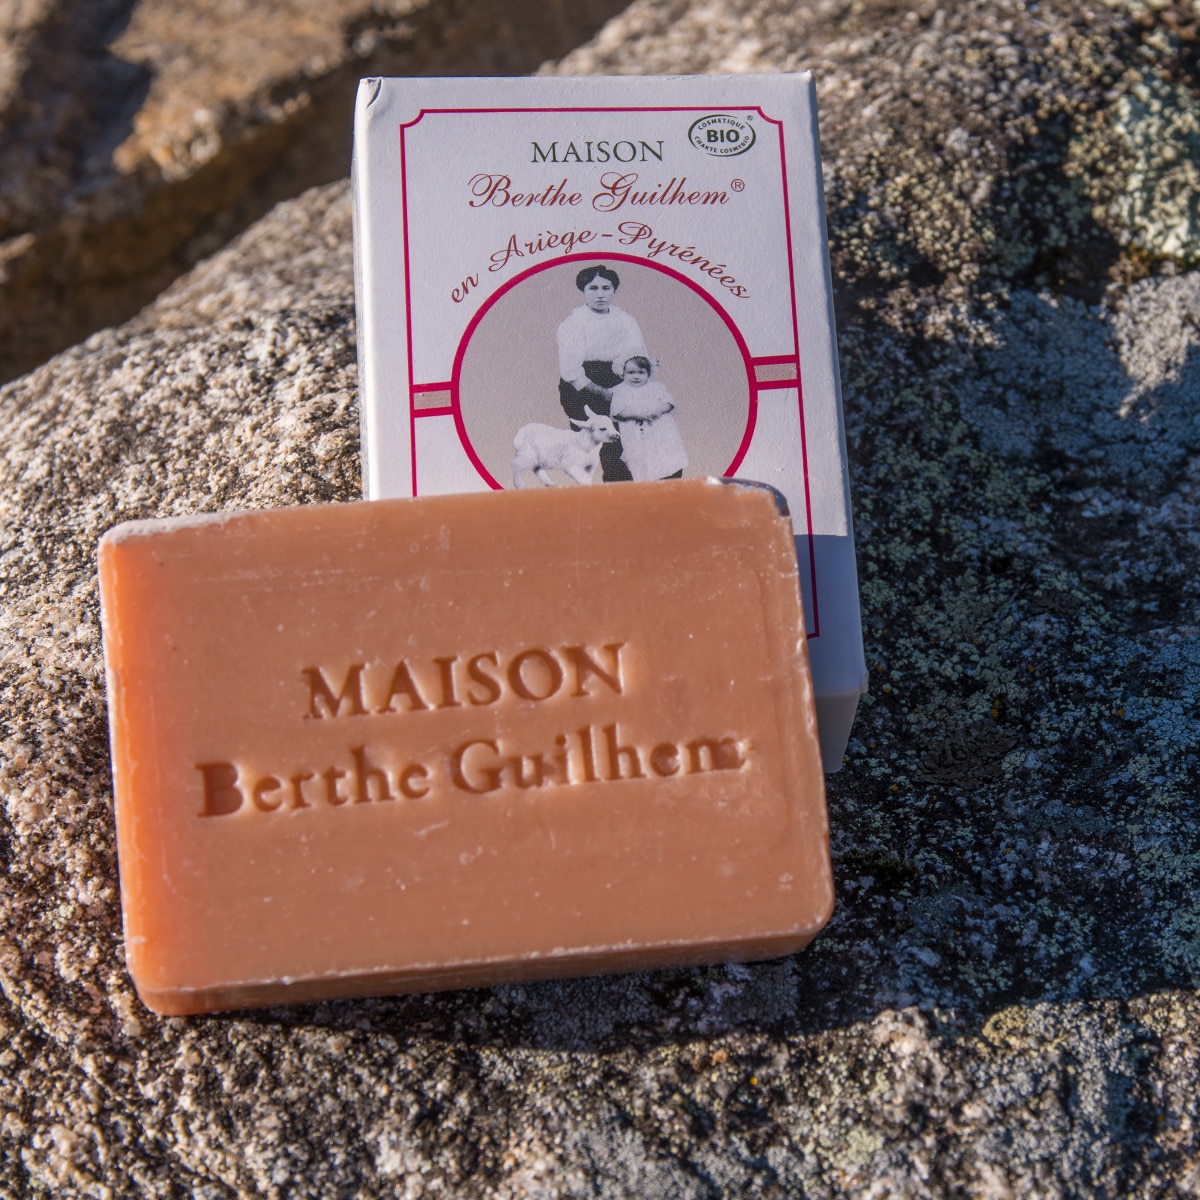 MAISON
Berthe Guilhem®
en Ariège-Pyrénées
COSMETIQUE
BIO
®
CHARTE COSMEBIO
MAISON
Berthe Guilhem